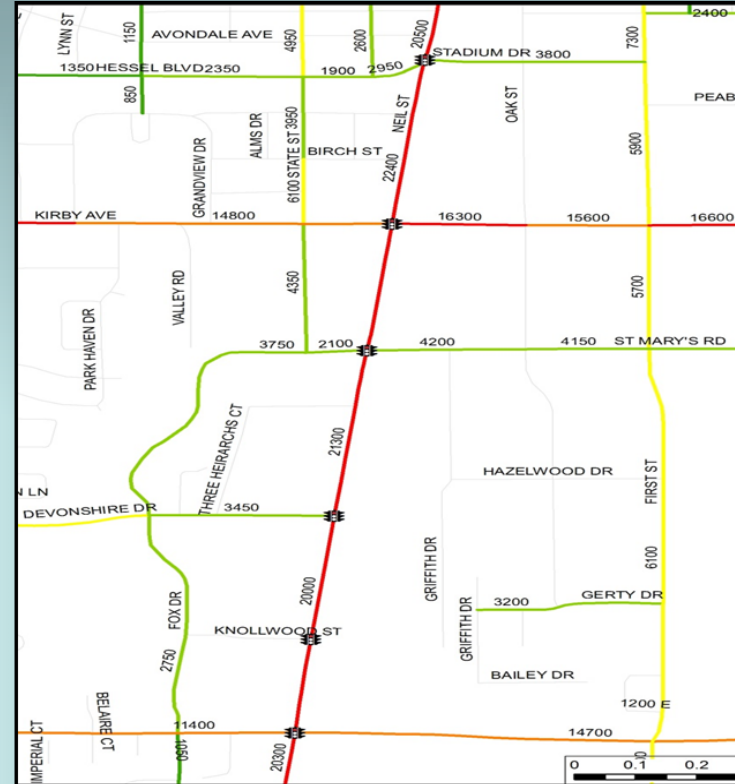 2400
LYNN ST
1150
AVONDALE AVE
4950
2600
20500
STADIUM DR 3800
7300
1350 HESSEL BLVD 2350
1900
2950
850
PEAB
ALMS DR
3950
NEIL ST
OAK ST
5900
GRANDVIEW DR
BIRCH ST
6100 STATE ST
22400
KIRBY AVE
14800
16300
15600
16600
VALLEY RD
4350
5700
PARK HAVEN DR
3750
2100
4200
4150
ST MARY'S RD
THREE HEIRARCHS CT
21300
HAZELWOOD DR
FIRST ST
N LN
DEVONSHIRE DR
3450
GRIFFITH DR
6100
FOX DR
20000
GRIFFITH DR
3200
GERTY DR
KNOLLWOOD ST
2750
BAILEY DR
BELAIRE CT
1200 E
IMPERIAL CT
11400
1050
20300
14700
0
0.1
0.2